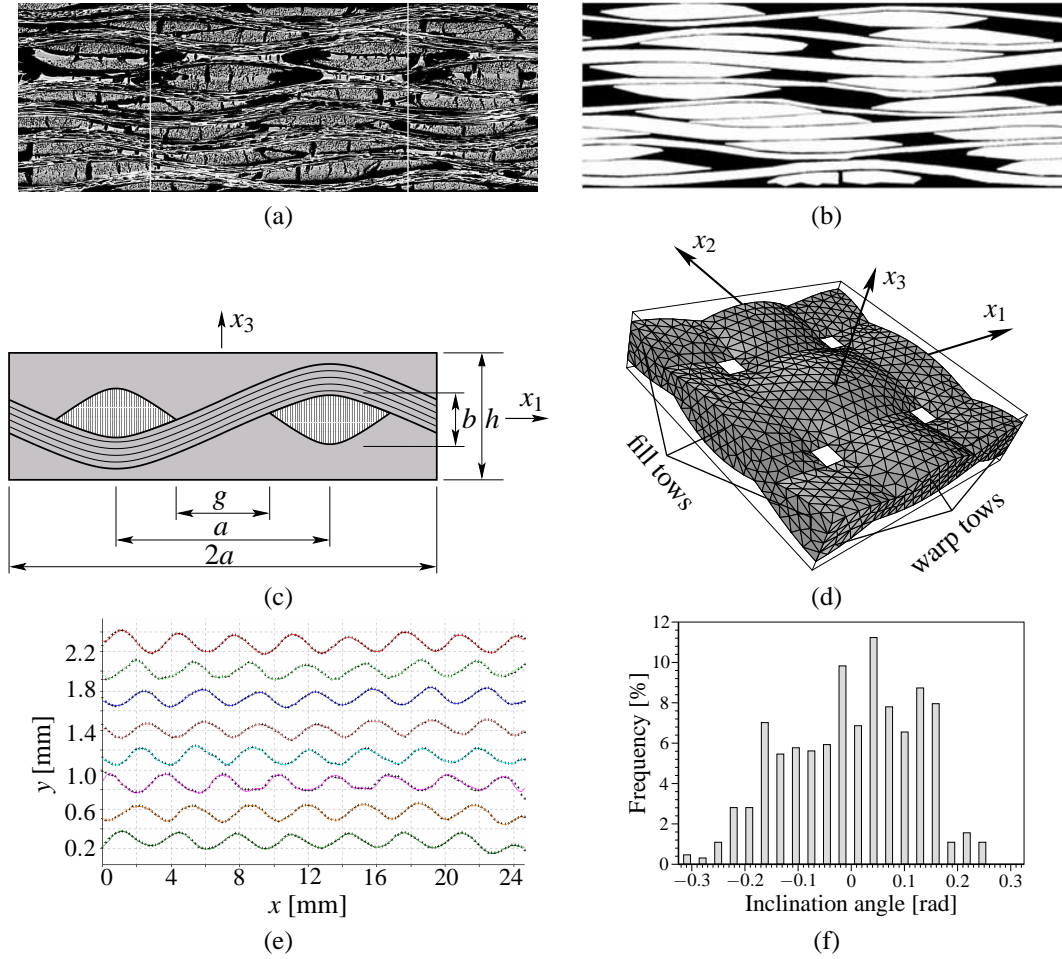 (a)
(b)
x3
x1
b
h
g
a
2a
(c)
x2
x3
x1
fill tows
warp tows
(d)
2.2
1.8
1.4
1.0
0.6
0.2
y [mm]
0 4 8 12 16 20 24
x [mm]
(e)
12
10
8
6
4
2
0
Frequency [%]
−0.3 −0.2 −0.1 0 0.1 0.2 0.3
Inclination angle [rad]
(f)